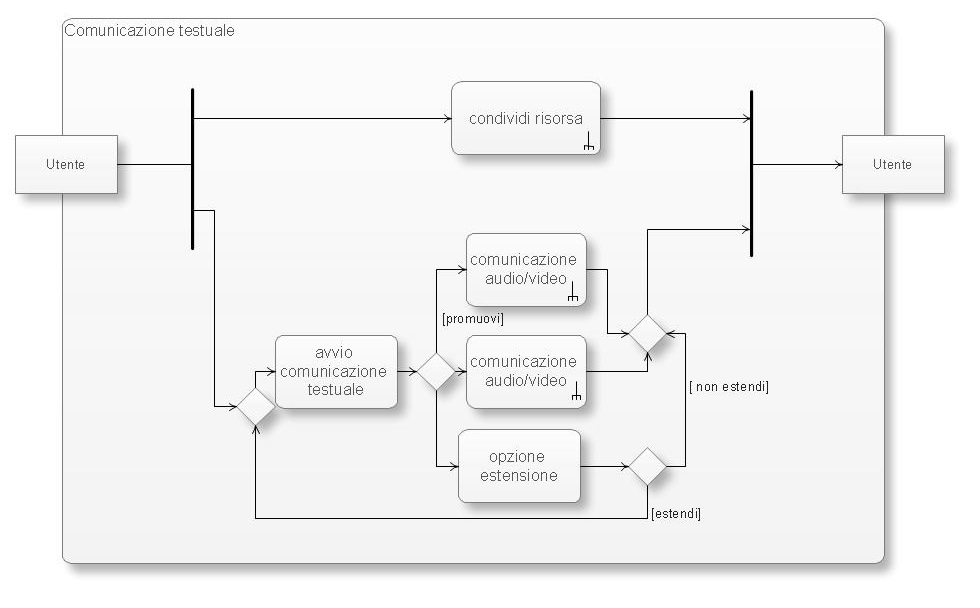 Comunicazione testuale
condividi risorsa
Utente
Utente
comunicazione
audio/video
[promuovi]
avvio
comunicazione
testuale
comunicazione
audio/video
[ non estendi]
opzione
estensione
[estendi]